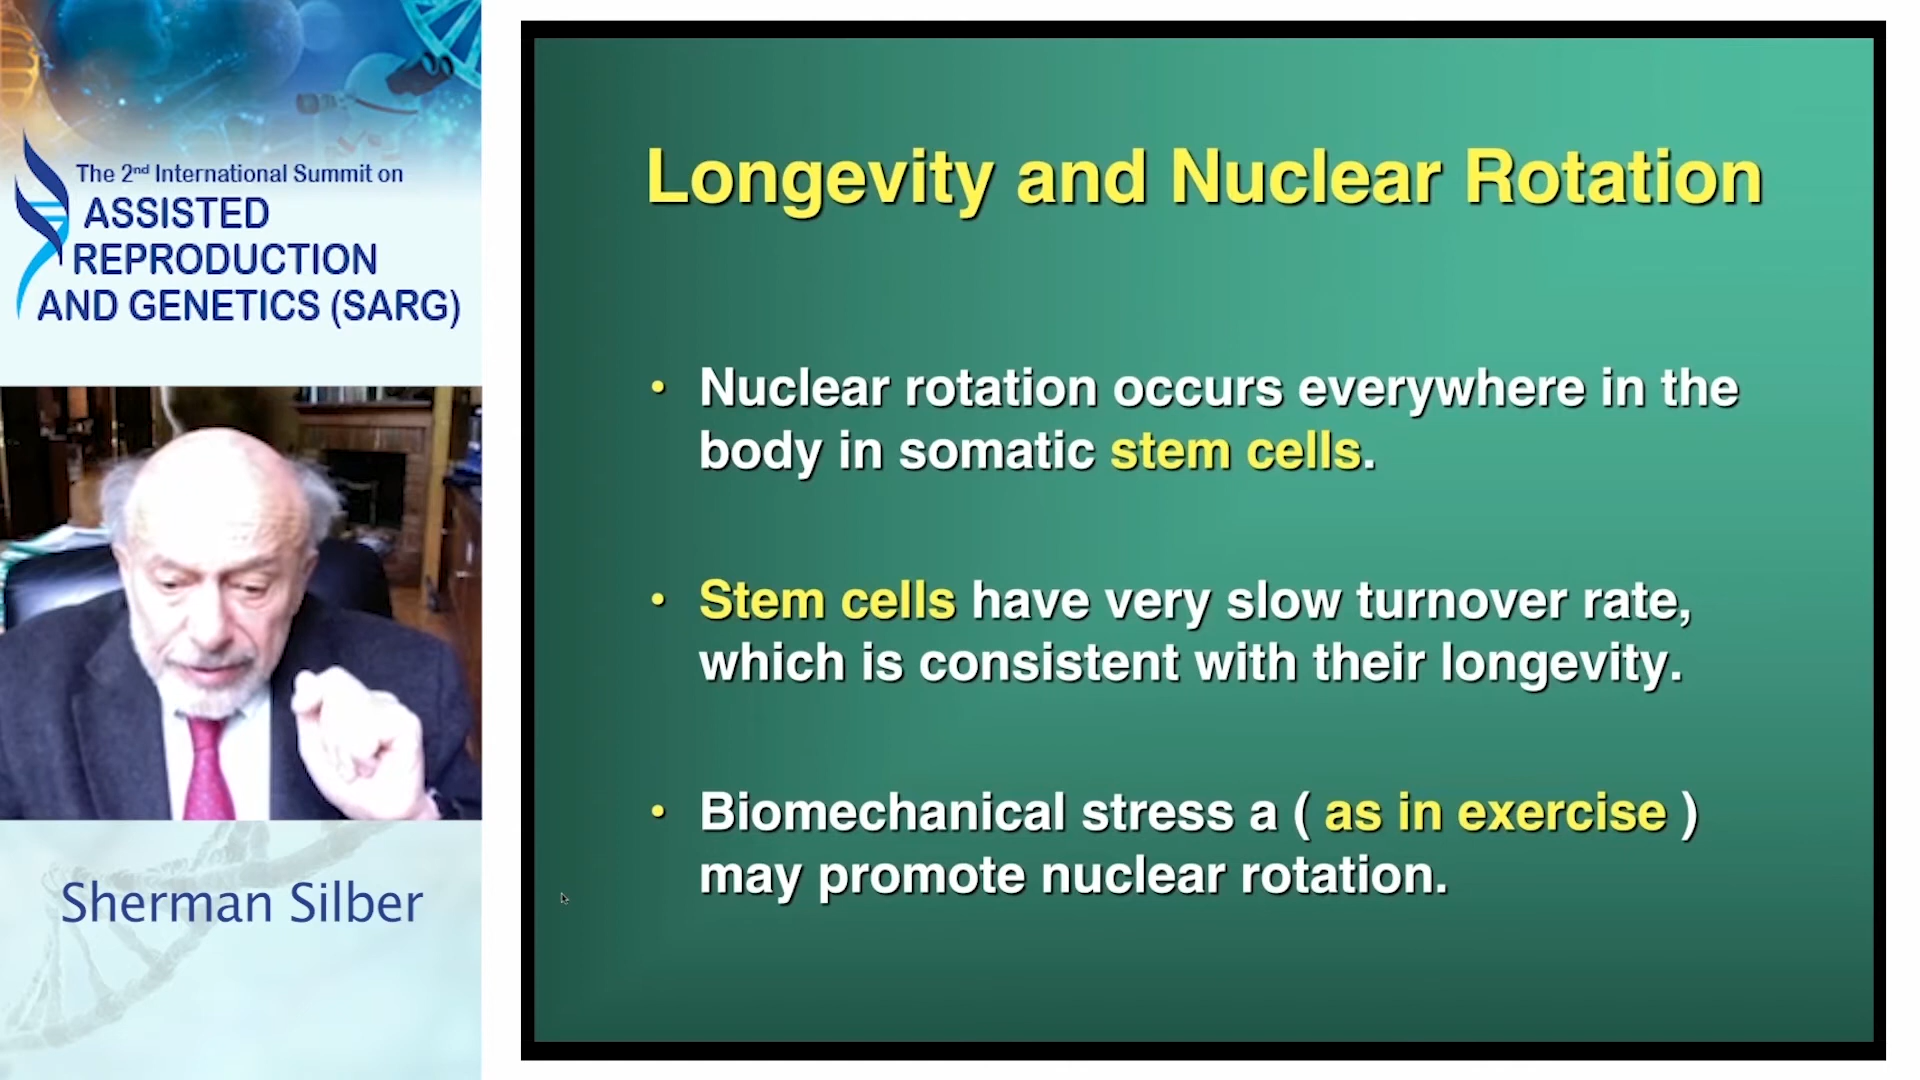 The 2nd International Summit on
ASSISTED
REPRODUCTION
AND GENETICS (SARG)
Sherman Silber
Longevity and Nuclear Rotation
• Nuclear rotation occurs everywhere in the
body in somatic stem cells.
• Stem cells have very slow turnover rate,
which is consistent with their longevity.
• Biomechanical stress a ( as in exercise )
may promote nuclear rotation.